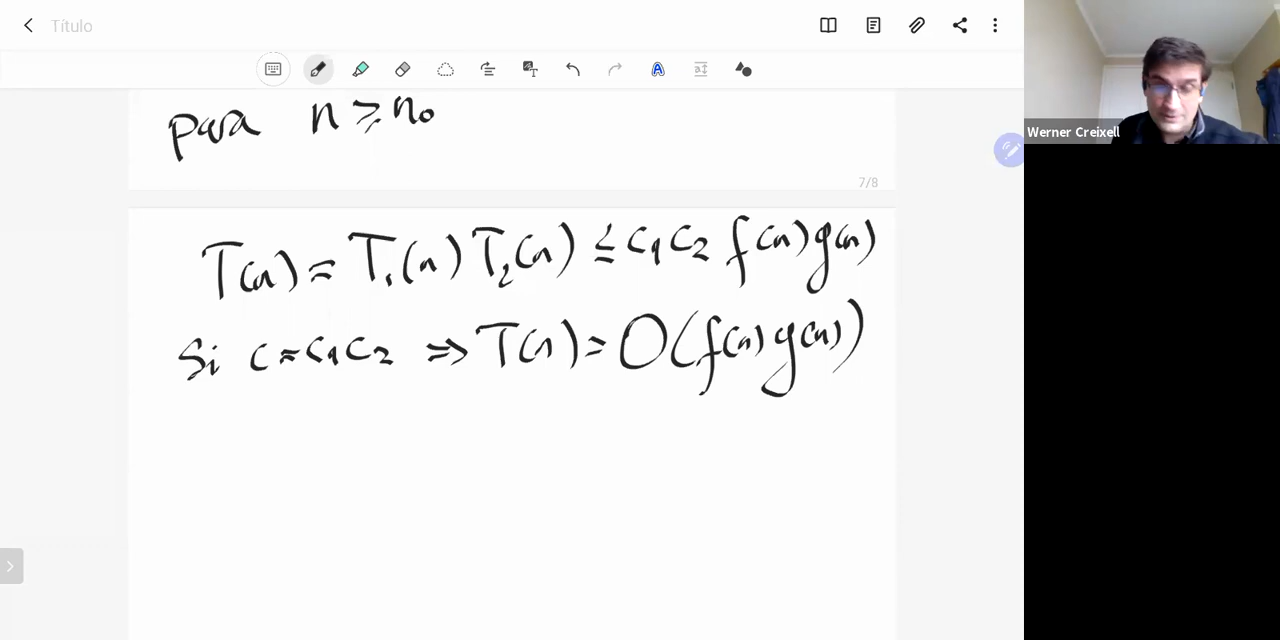 Título
Werner Creixell
para n ≥ n₀
7/8
T(n) = T₁(n) T₂(n) ≤ c₁ c₂ f(n) g(n)
Si c = c₁ c₂ ⇒ T(n) = O(f(n) g(n))